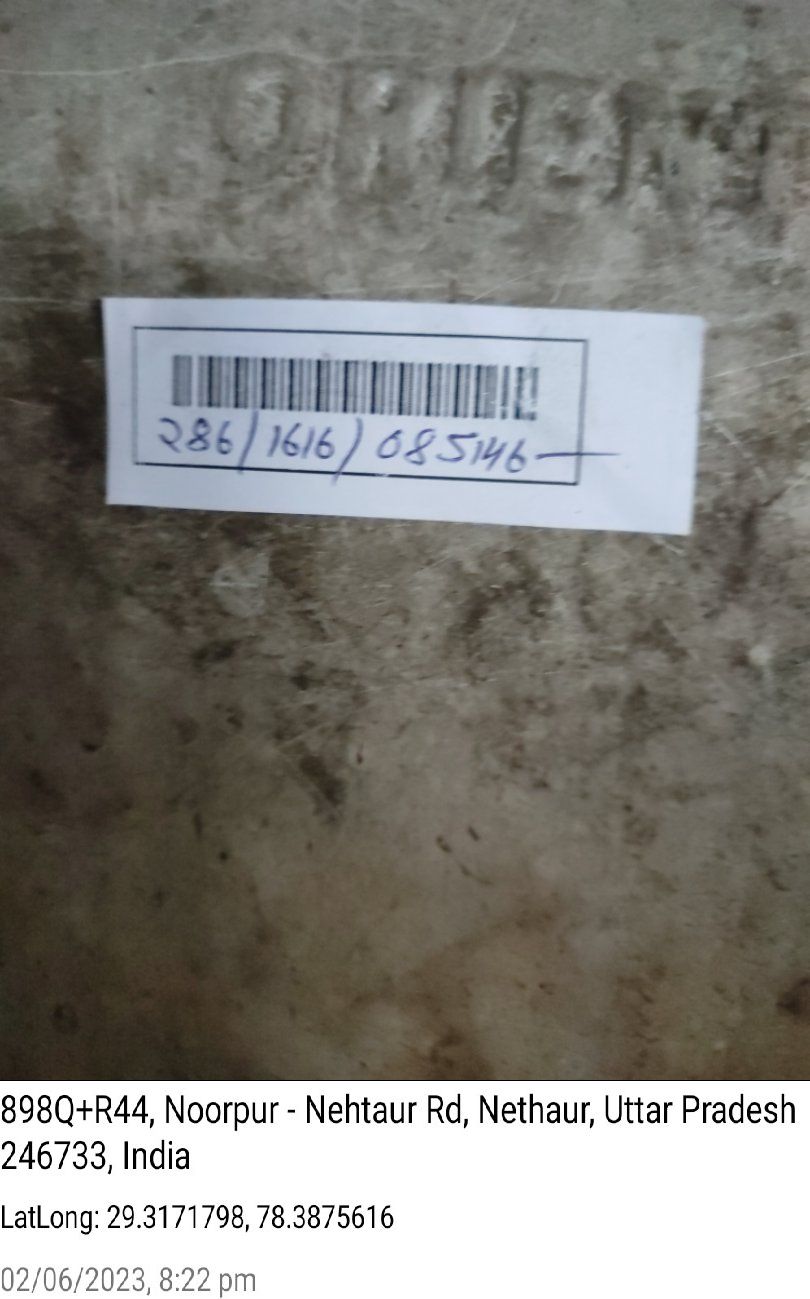 286/1616/085146
898Q+R44, Noorpur - Nehtaur Rd, Nethaur, Uttar Pradesh
246733, India
LatLong: 29.3171798, 78.3875616
02/06/2023, 8:22 pm